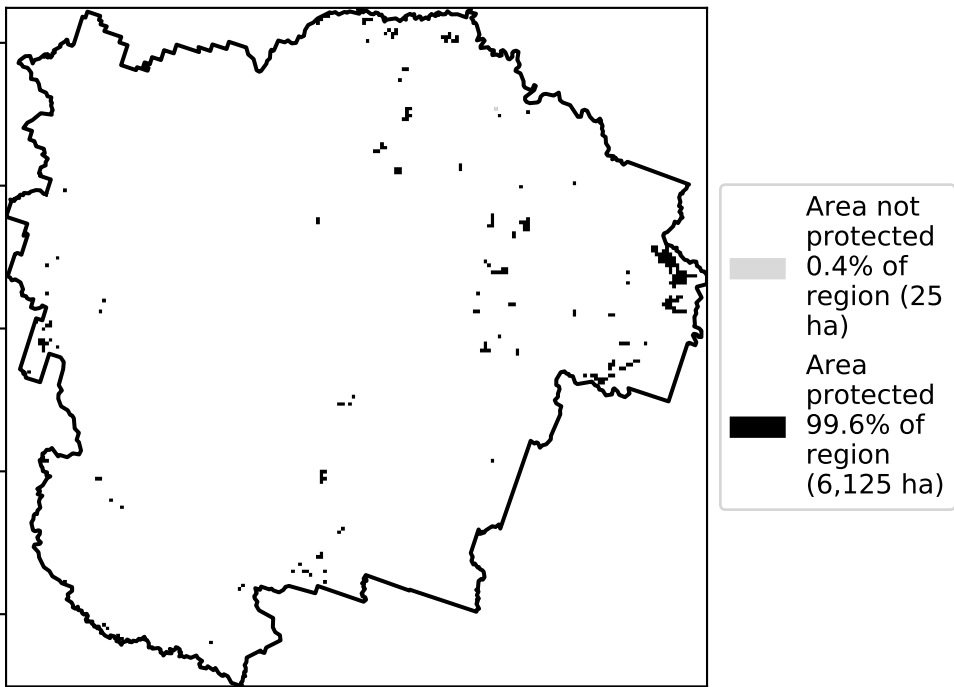 Area not
protected
0.4% of
region (25
ha)
Area
protected
99.6% of
region
(6,125 ha)